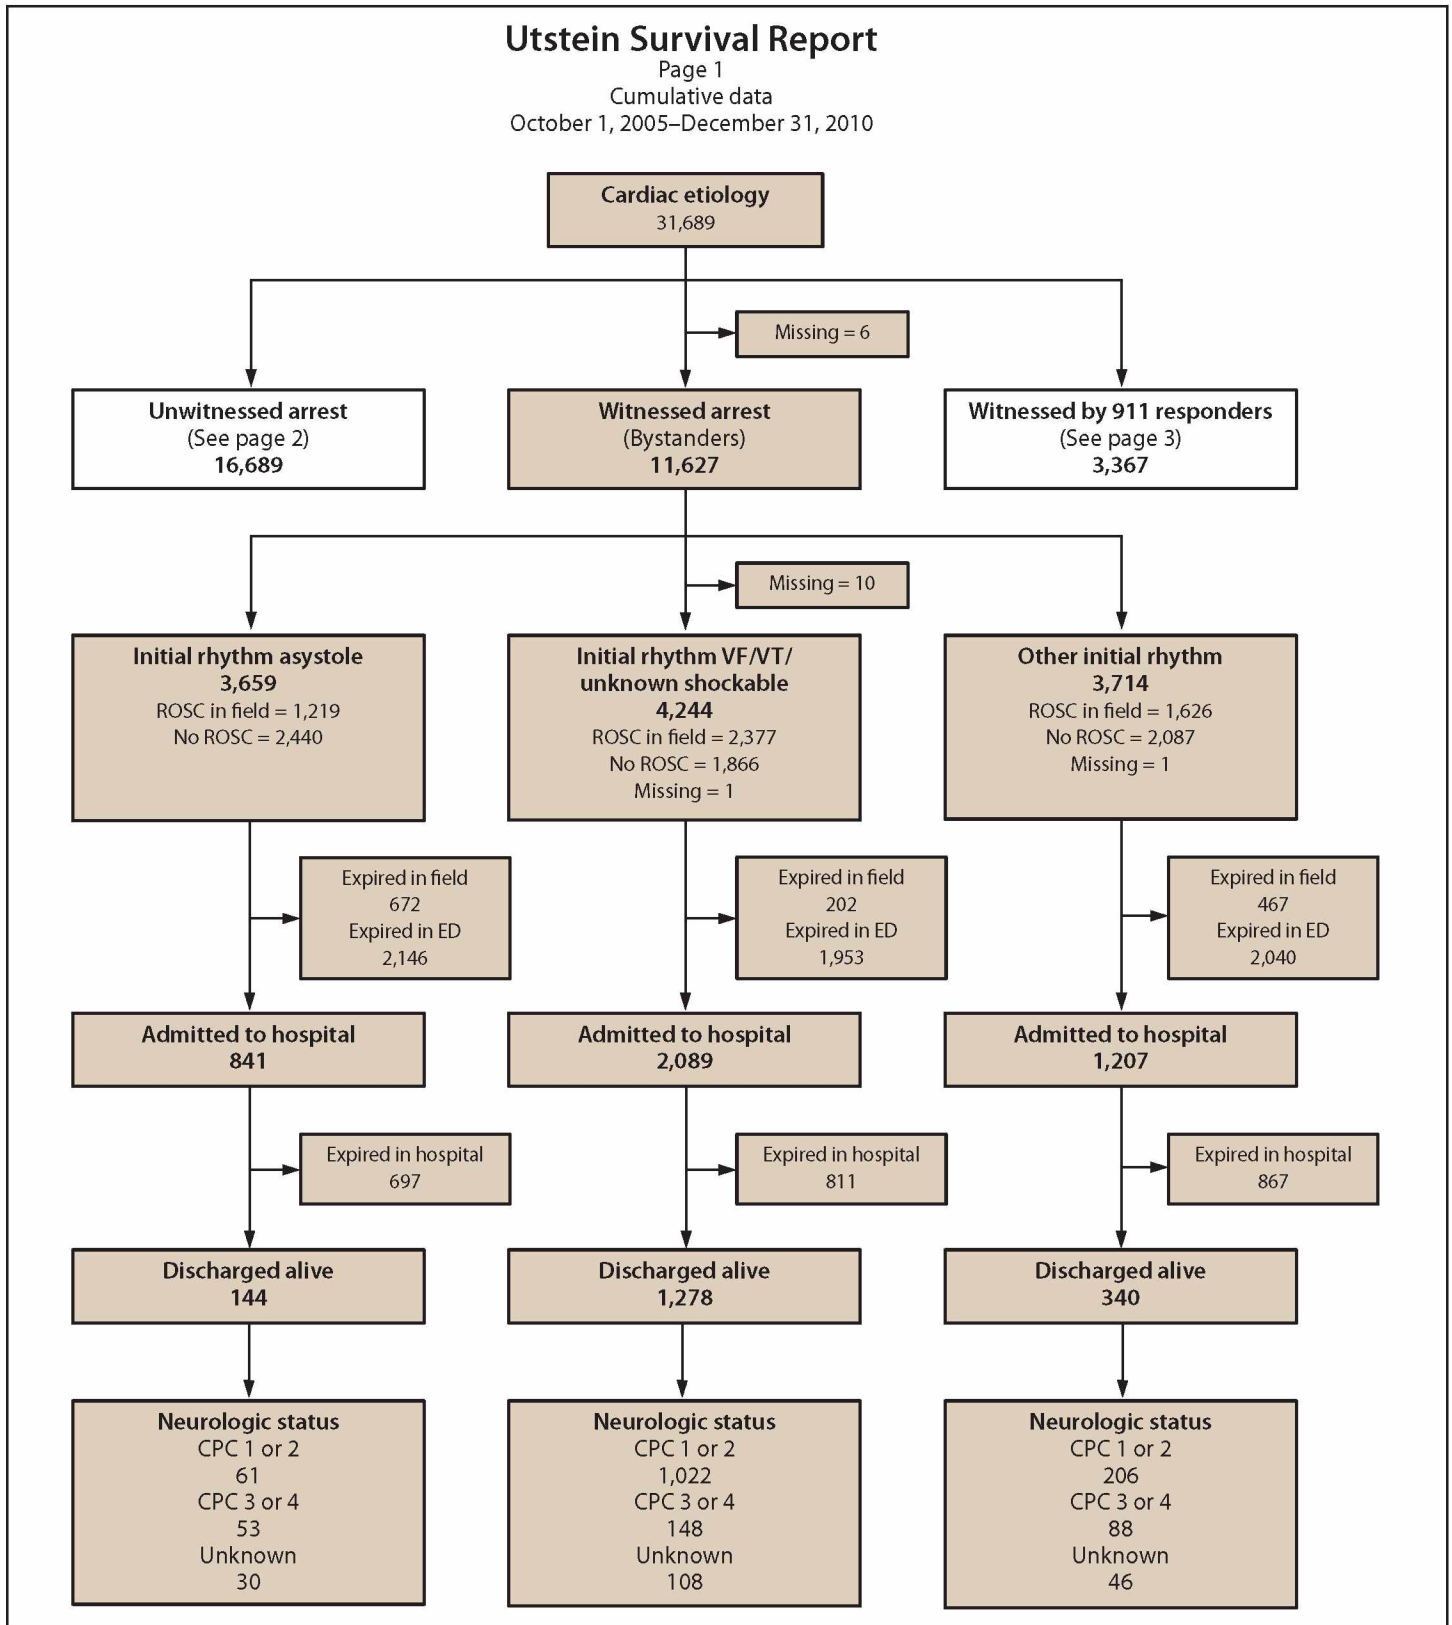 Utstein Survival Report
Page 1
Cumulative data
October 1, 2005–December 31, 2010
Cardiac etiology
31,689
Missing = 6
Unwitnessed arrest
(See page 2)
16,689
Witnessed arrest
(Bystanders)
11,627
Witnessed by 911 responders
(See page 3)
3,367
Missing = 10
Initial rhythm asystole
3,659
ROSC in field = 1,219
No ROSC = 2,440
Initial rhythm VF/VT/
unknown shockable
4,244
ROSC in field = 2,377
No ROSC = 1,866
Missing = 1
Other initial rhythm
3,714
ROSC in field = 1,626
No ROSC = 2,087
Missing = 1
Expired in field
672
Expired in ED
2,146
Expired in field
202
Expired in ED
1,953
Expired in field
467
Expired in ED
2,040
Admitted to hospital
841
Admitted to hospital
2,089
Admitted to hospital
1,207
Expired in hospital
697
Expired in hospital
811
Expired in hospital
867
Discharged alive
144
Discharged alive
1,278
Discharged alive
340
Neurologic status
CPC 1 or 2
61
CPC 3 or 4
53
Unknown
30
Neurologic status
CPC 1 or 2
1,022
CPC 3 or 4
148
Unknown
108
Neurologic status
CPC 1 or 2
206
CPC 3 or 4
88
Unknown
46